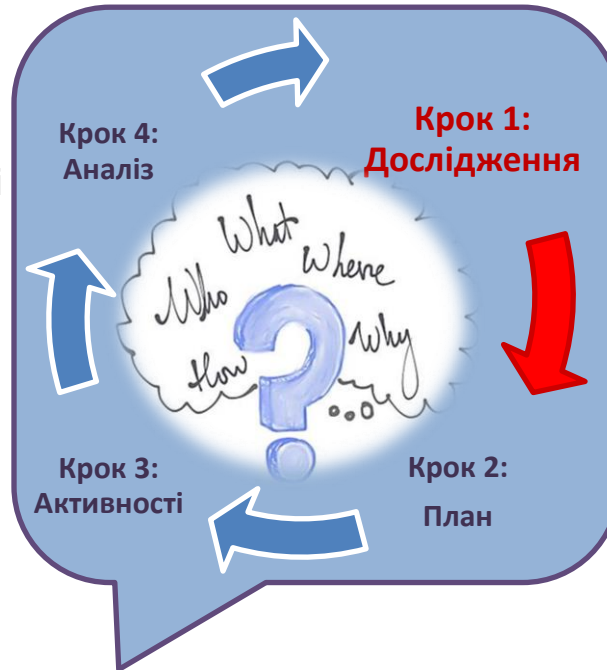 Крок 1:
Дослідження
Крок 2:
План
Крок 3:
Активності
Крок 4:
Аналіз
How
Who
What
Where
Why
?